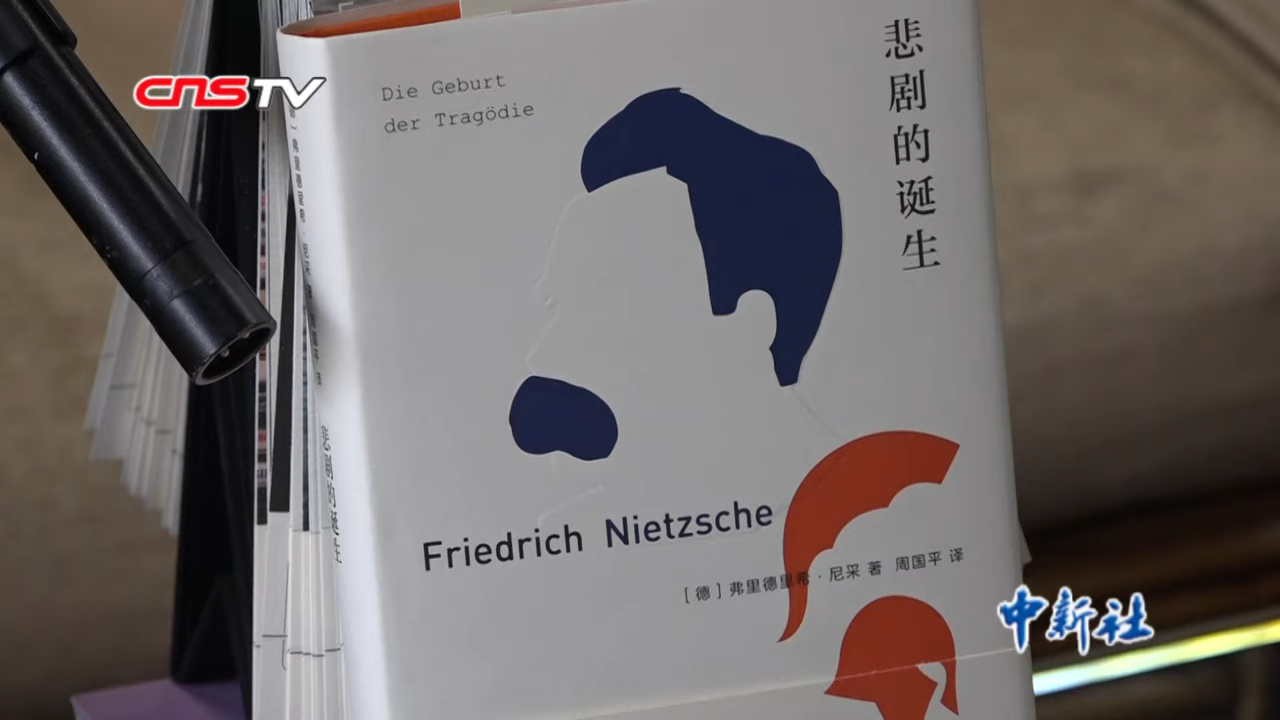 CNSTV
Die Geburt
der Tragödie
悲剧的诞生
Friedrich Nietzsche
[德] 弗里德里希·尼采 著 周国平 译
中新社